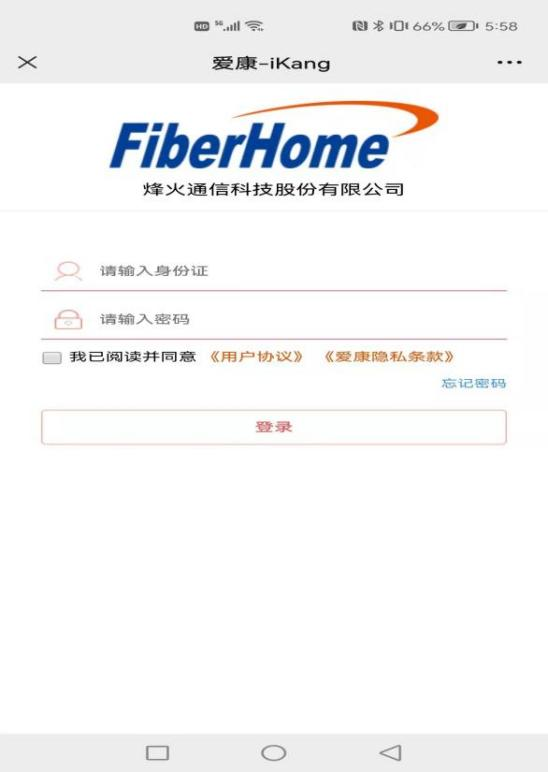 HD 5G 66% 5:58
爱康-iKang
FiberHome
烽火通信科技股份有限公司
请输入身份证
请输入密码
我已阅读并同意 《用户协议》 《爱康隐私条款》
忘记密码
登录